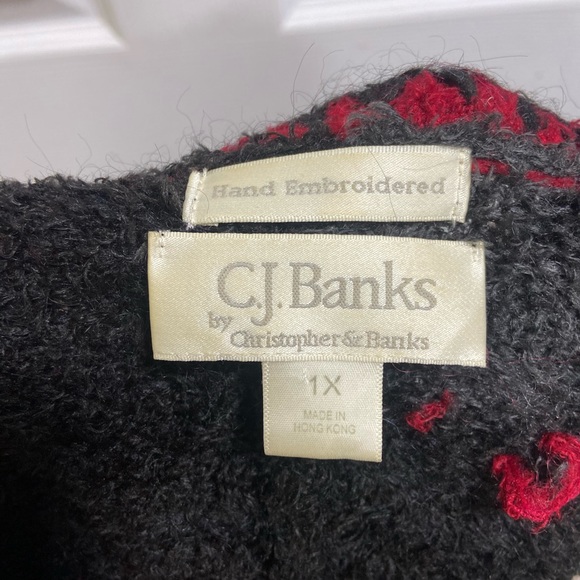 Hand Embroidered
C.J. Banks
by Christopher & Banks
1X
MADE IN
HONG KONG